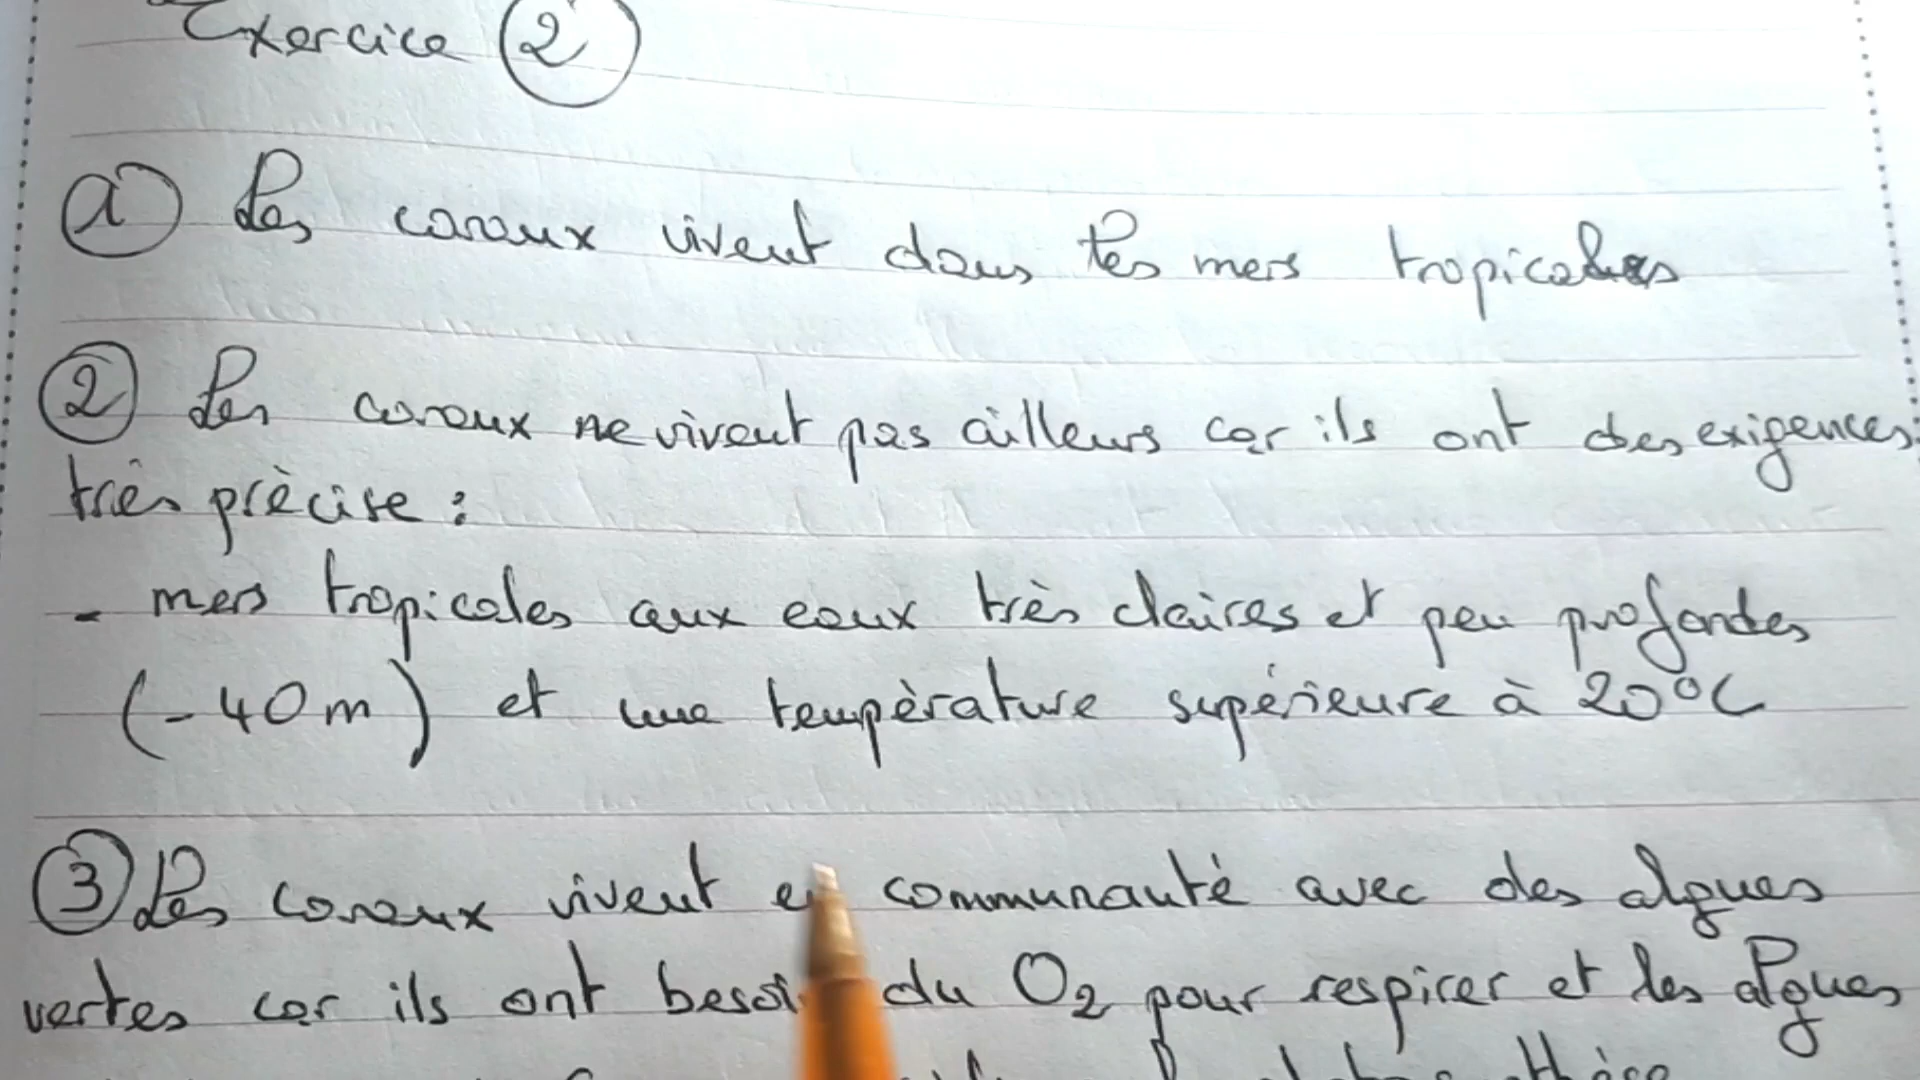 Exercice 2
a Les coraux vivent dans les mers tropicales
2 Les coraux ne vivent pas ailleurs car ils ont des exigences
très prècise :
- mers tropicales aux eaux très claires et peu profondes
(-40m) et une tempèrature supérieure à 20°C
3 Les coraux vivent en communauté avec des algues
vertes car ils ont besoin du O2 pour respirer et les algues